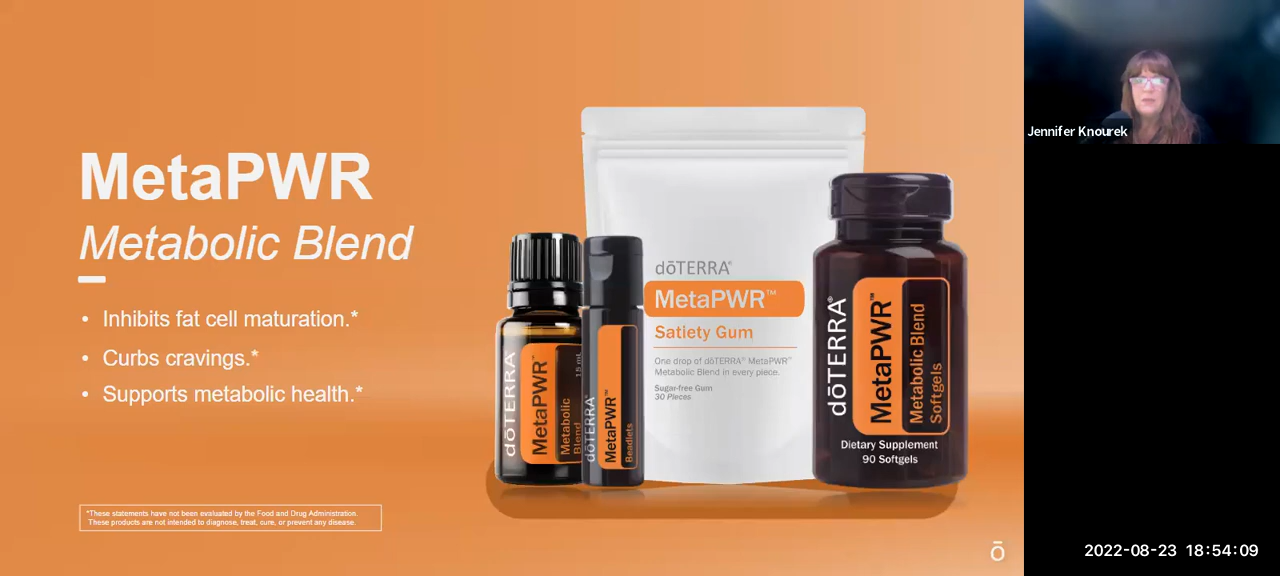 MetaPWR
Metabolic Blend
• Inhibits fat cell maturation.*
• Curbs cravings.*
• Supports metabolic health.*
*These statements have not been evaluated by the Food and Drug Administration.
These products are not intended to diagnose, treat, cure, or prevent any disease.
dōTERRA
MetaPWR™
Metabolic
Blend
15 mL
dōTERRA
MetaPWR™
Beadlets
dōTERRA®
MetaPWR™
Satiety Gum
One drop of dōTERRA® MetaPWR™
Metabolic Blend in every piece.
Sugar-free Gum
30 Pieces
dōTERRA®
MetaPWR™
Metabolic Blend
Softgels
Dietary Supplement
90 Softgels
ō
Jennifer Knourek
2022-08-23 18:54:09